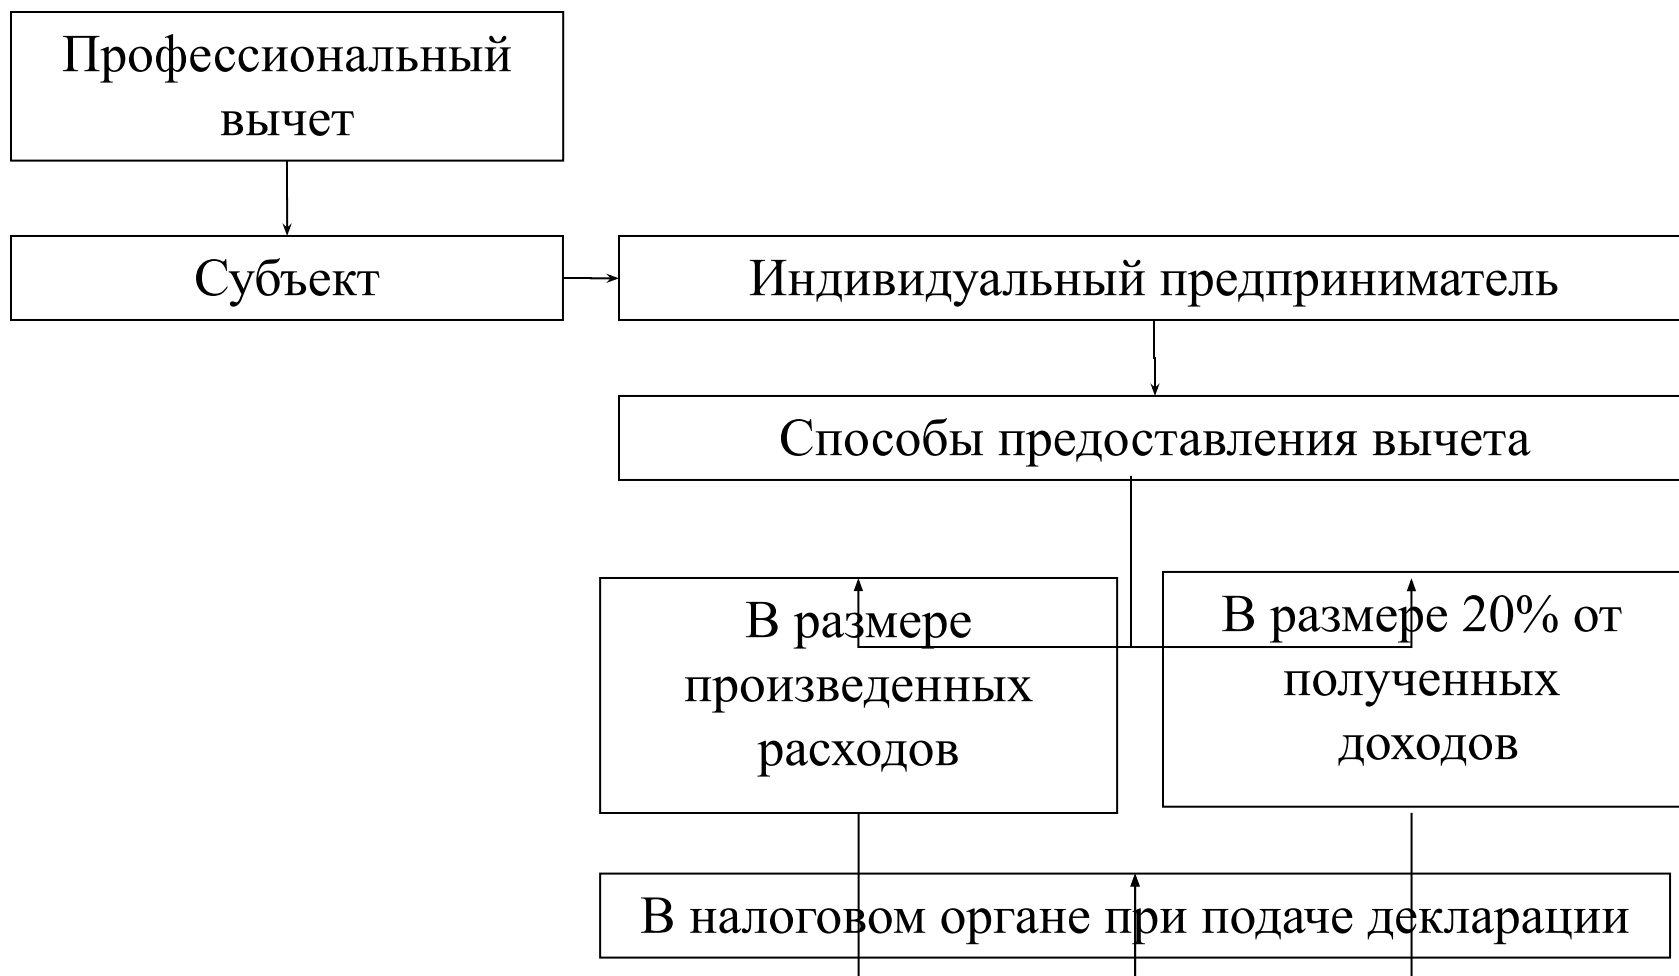 Профессиональный
вычет
Субъект
Индивидуальный предприниматель
Способы предоставления вычета
В размере
произведенных
расходов
В размере 20% от
полученных
доходов
В налоговом органе при подаче декларации